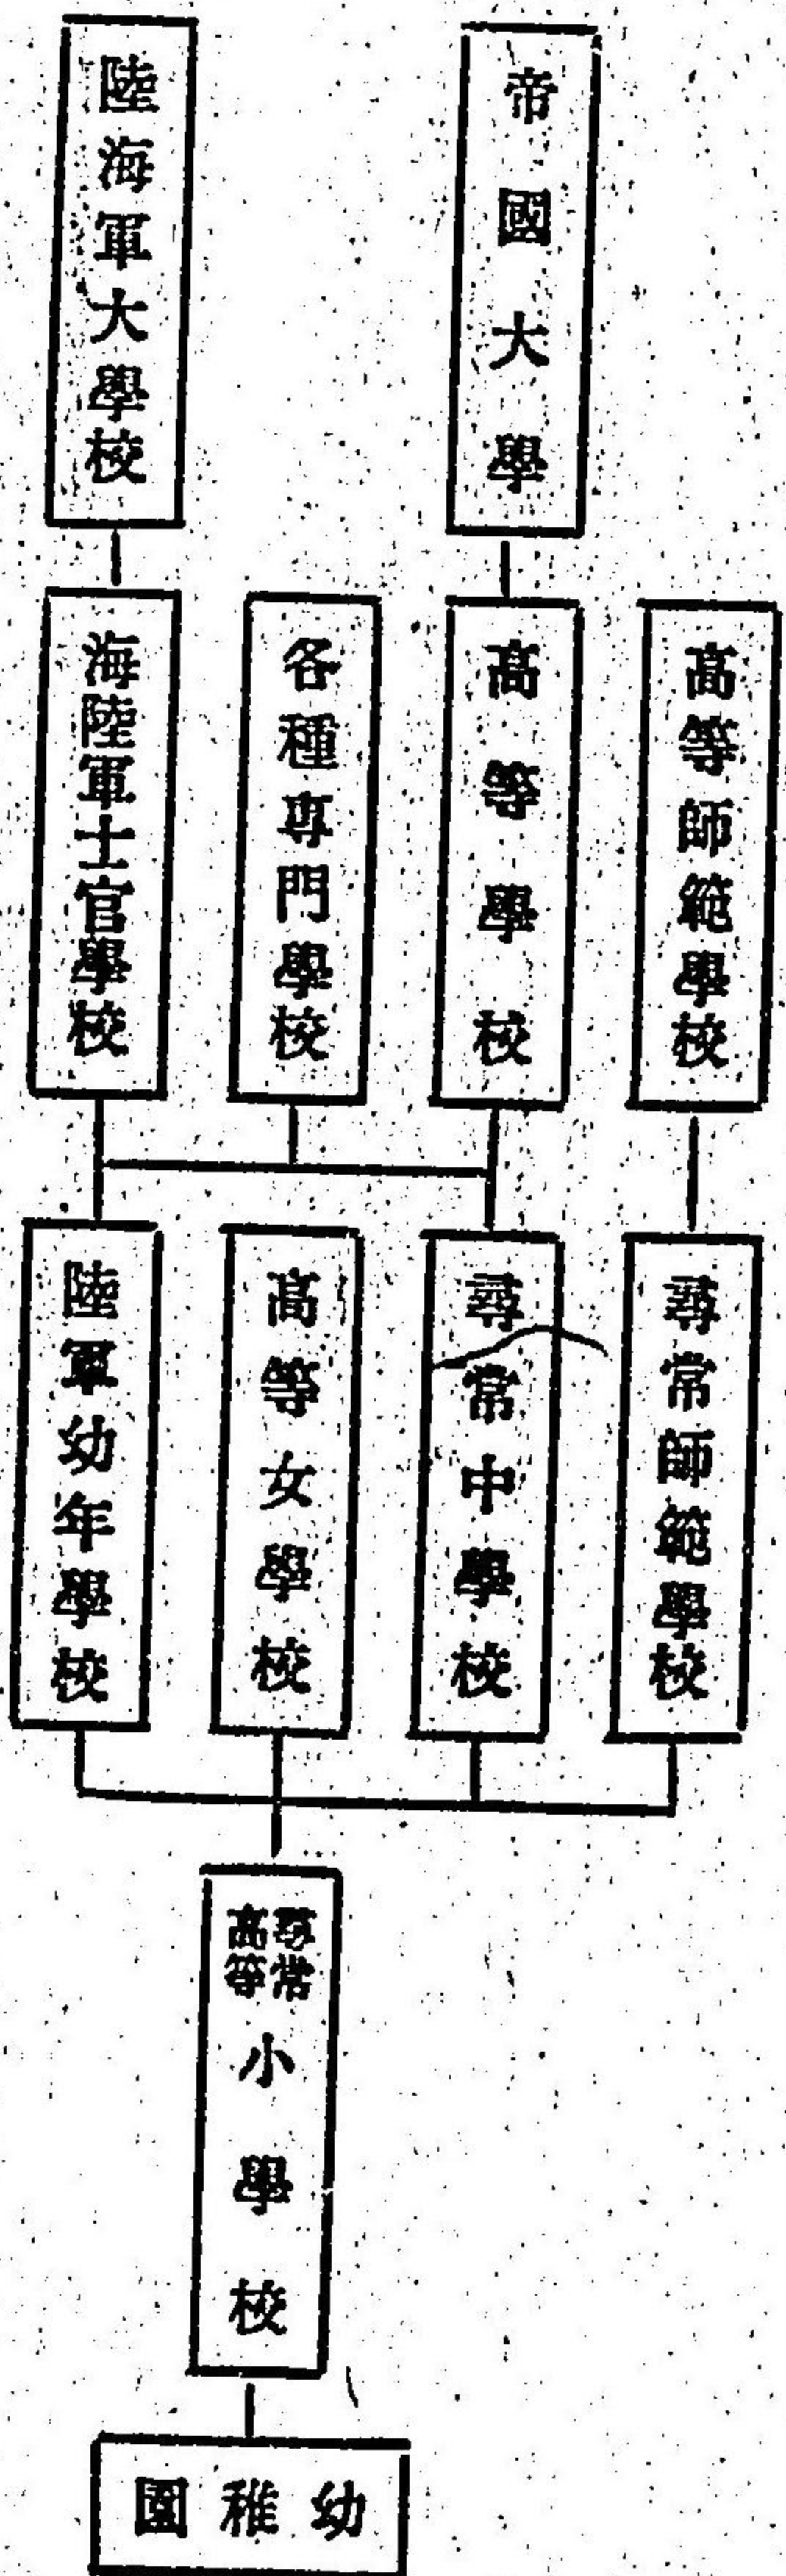 帝國大學
陸海軍大學校
高等師範學校
高等學校
各種專門學校
海陸軍士官學校
尋常師範學校
尋常中學校
高等女學校
陸軍幼年學校
尋常
高等
小學校
幼稚園